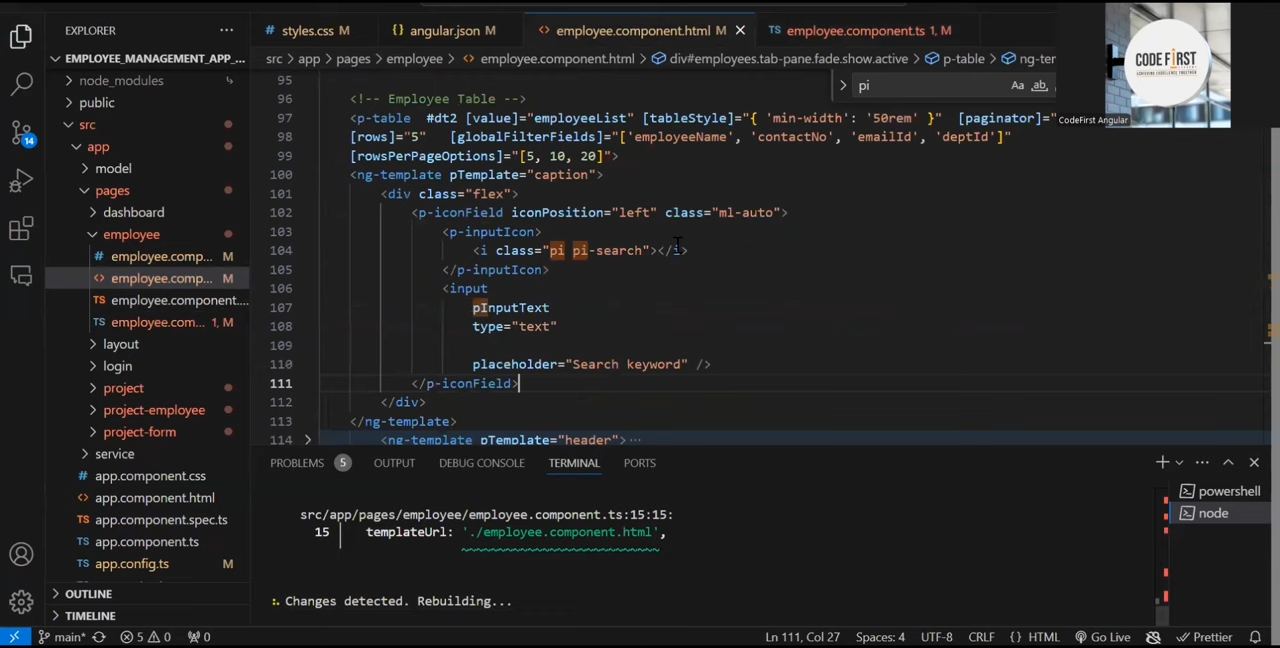 EXPLORER
EMPLOYEE_MANAGEMENT_APP_...
node_modules
public
src
app
model
pages
dashboard
employee
employee.comp... M
employee.comp... M
employee.component....
employee.com... 1, M
layout
login
project
project-employee
project-form
service
app.component.css
app.component.html
app.component.spec.ts
app.component.ts
app.config.ts M
OUTLINE
TIMELINE
14
styles.css M
angular.json M
employee.component.html M
employee.component.ts 1, M
src > app > pages > employee > employee.component.html > div#employees.tab-pane.fade.show.active > p-table > ng-ter
pi
Aa ab
CODE FIRST
ACHIEVING EXCELLENCE TOGETHER
CodeFirst Angular
95
96 <!-- Employee Table -->
97 <p-table #dt2 [value]="employeeList" [tableStyle]="{ 'min-width': '50rem' }" [paginator]="
98 [rows]="5" [globalFilterFields]="['employeeName', 'contactNo', 'emailId', 'deptId']"
99 [rowsPerPageOptions]="[5, 10, 20]">
100 <ng-template pTemplate="caption">
101 <div class="flex">
102 <p-iconField iconPosition="left" class="ml-auto">
103 <p-inputIcon>
104 <i class="pi pi-search"></i>
105 </p-inputIcon>
106 <input
107 pInputText
108 type="text"
109
110 placeholder="Search keyword" />
111 </p-iconField>
112 </div>
113 </ng-template>
114 <ng-template pTemplate="header"> ...
PROBLEMS 5 OUTPUT DEBUG CONSOLE TERMINAL PORTS
src/app/pages/employee/employee.component.ts:15:15:
15 │ templateUrl: './employee.component.html',
Changes detected. Rebuilding...
powershell
node
main* 5 0 0 Ln 111, Col 27 Spaces: 4 UTF-8 CRLF {} HTML Go Live Prettier